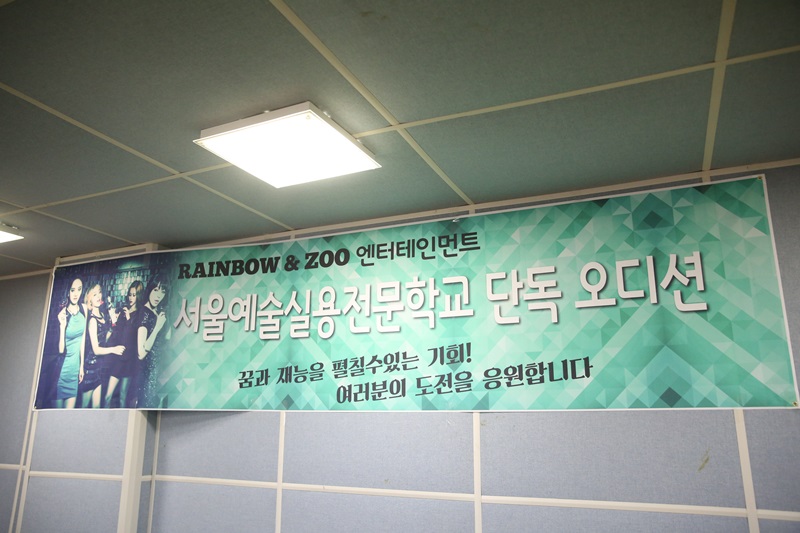 RAINBOW & ZOO 엔터테인먼트
서울예술실용전문학교 단독 오디션
꿈과 재능을 펼칠수있는 기회!
여러분의 도전을 응원합니다